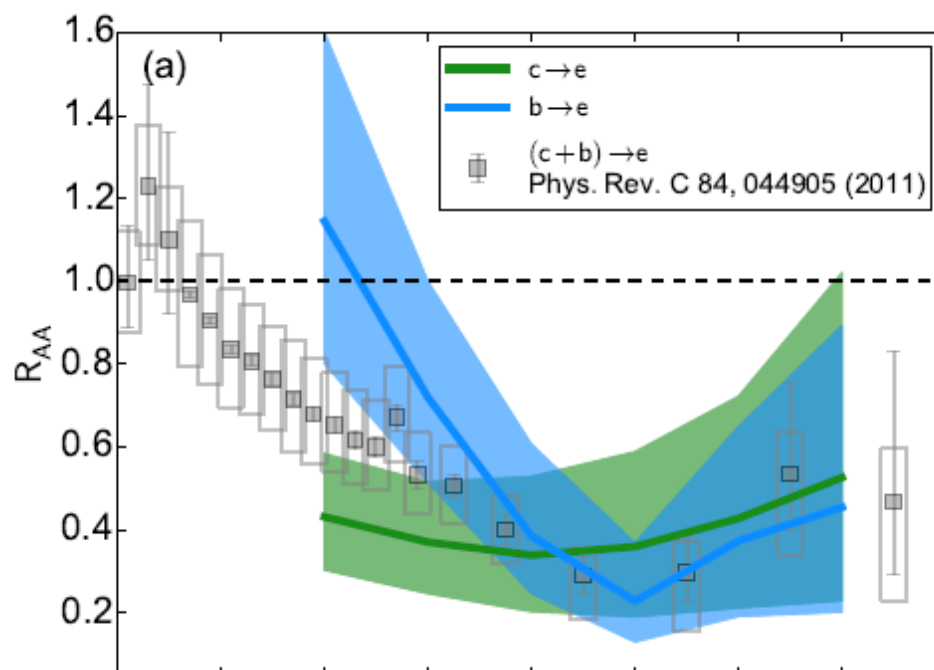 1.6
(a)
c→e
b→e
(c+b)→e
Phys. Rev. C 84, 044905 (2011)
1.4
1.2
1.0
0.8
0.6
0.4
0.2
R_AA